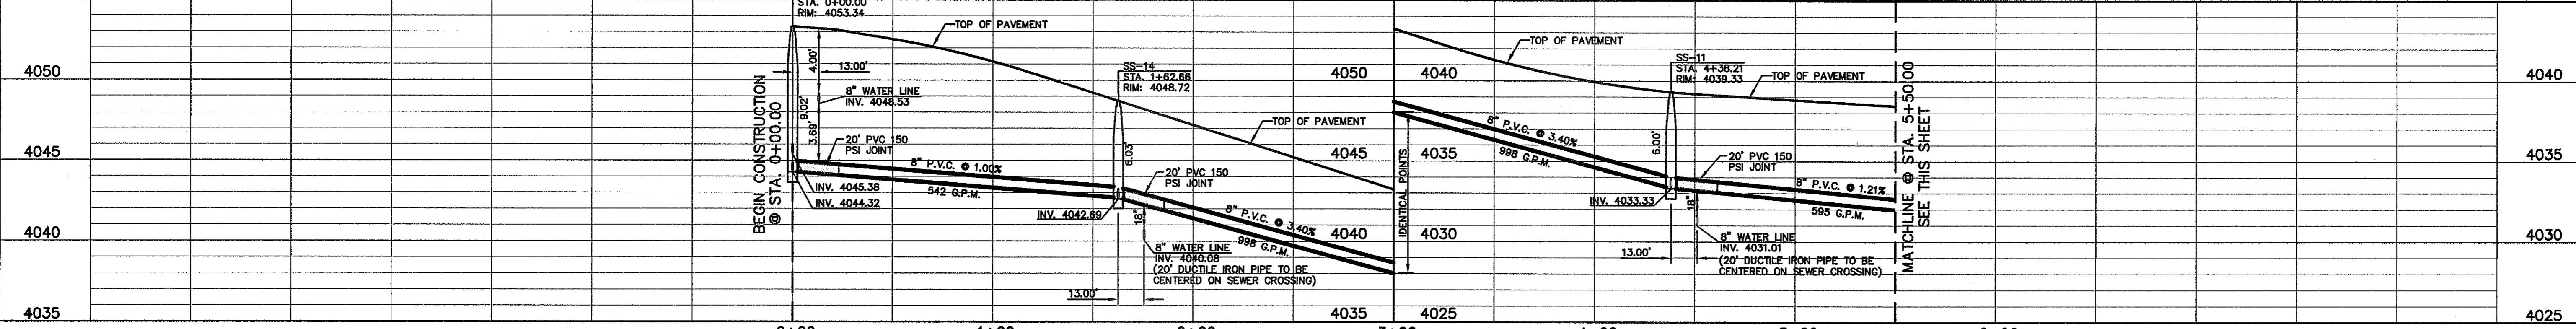 STA. 0+00.00
RIM: 4053.34
TOP OF PAVEMENT
4050
4.00'
13.00'
8" WATER LINE
INV. 4048.53
9.02'
3.69'
BEGIN CONSTRUCTION
@ STA. 0+00.00
4045
20' PVC 150
PSI JOINT
8" P.V.C. @ 1.00%
542 G.P.M.
INV. 4045.38
INV. 4044.32
4040
4035
SS-14
STA. 1+62.66
RIM: 4048.72
6.03'
TOP OF PAVEMENT
20' PVC 150
PSI JOINT
INV. 4042.69
18"
8" P.V.C. @ 3.40%
998 G.P.M.
8" WATER LINE
INV. 4040.08
(20' DUCTILE IRON PIPE TO BE
CENTERED ON SEWER CROSSING)
13.00'
4050
4045
4040
4035
IDENTICAL POINTS
4040
4035
4030
4025
TOP OF PAVEMENT
8" P.V.C. @ 3.40%
998 G.P.M.
SS-11
STA. 4+38.21
RIM: 4039.33
TOP OF PAVEMENT
6.00'
20' PVC 150
PSI JOINT
INV. 4033.33
18"
8" P.V.C. @ 1.21%
595 G.P.M.
8" WATER LINE
INV. 4031.01
(20' DUCTILE IRON PIPE TO BE
CENTERED ON SEWER CROSSING)
13.00'
MATCHLINE @ STA. 5+50.00
SEE THIS SHEET
4040
4035
4030
4025